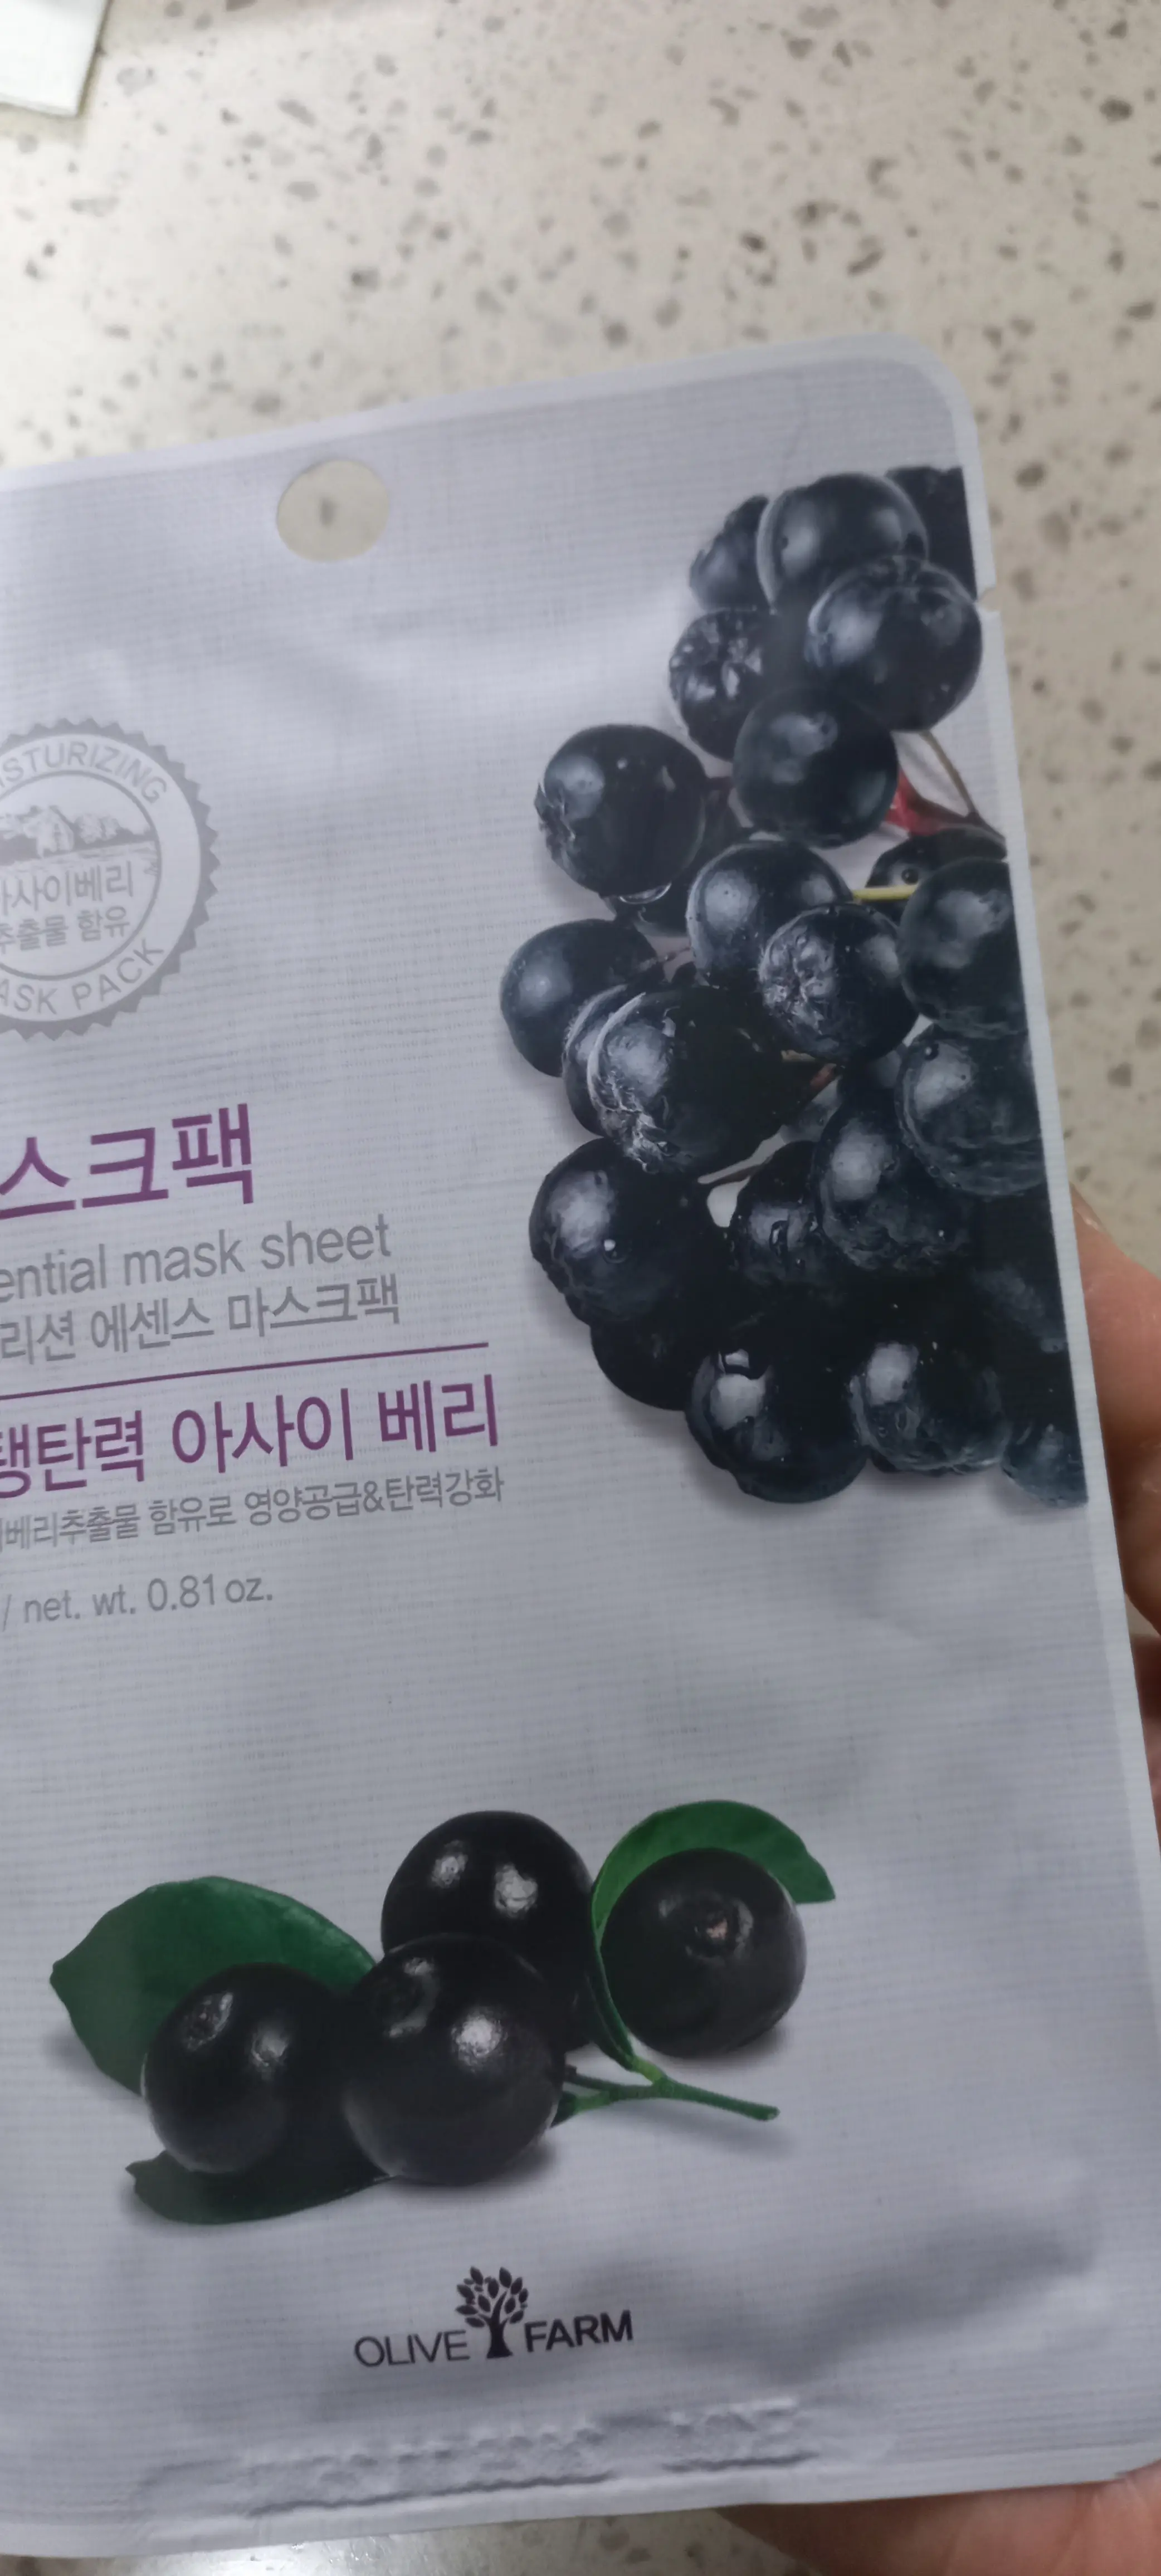 STURIZING
사이베리
추출물 함유
ASK PACK
스크팩
ential mask sheet
리션 에센스 마스크팩
탱탄력 아사이 베리
베리추출물 함유로 영양공급&탄력강화
/ net. wt. 0.81 oz.
OLIVE FARM